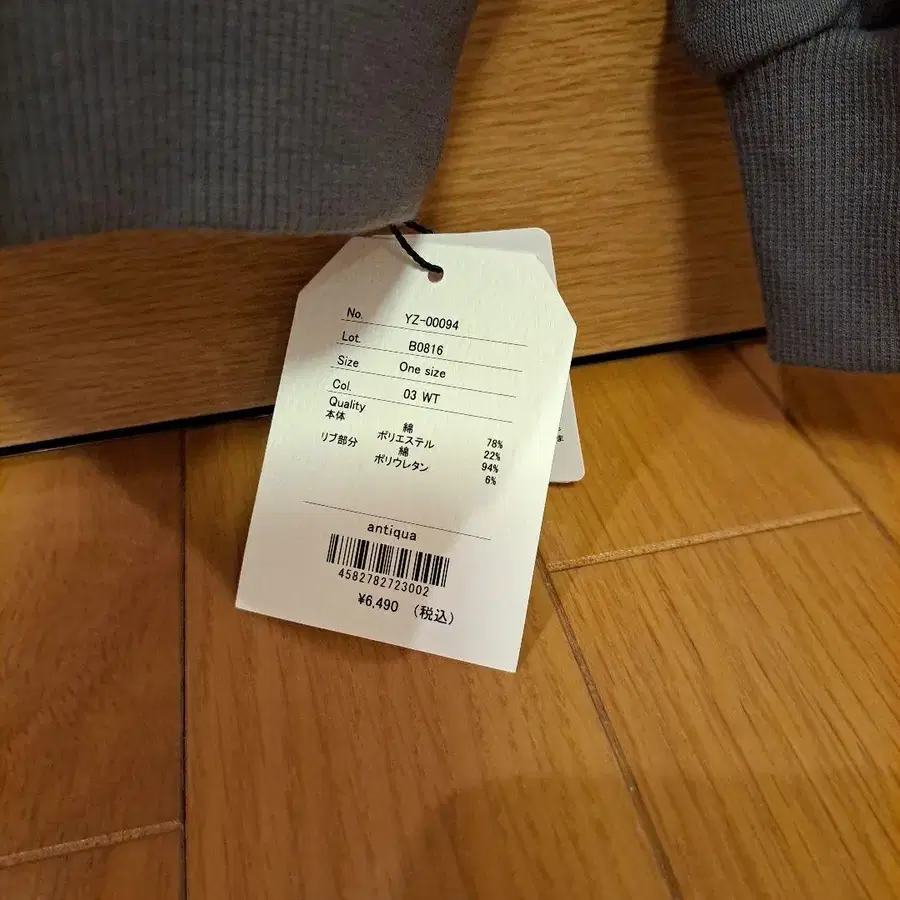 No. YZ-00094
Lot. B0816
Size One size
Col. 03 WT
Quality
本体 綿 78%
ポリエステル 22%
リブ部分 綿 94%
ポリウレタン 6%
antiqua
4582782723002
¥6,490 (税込)